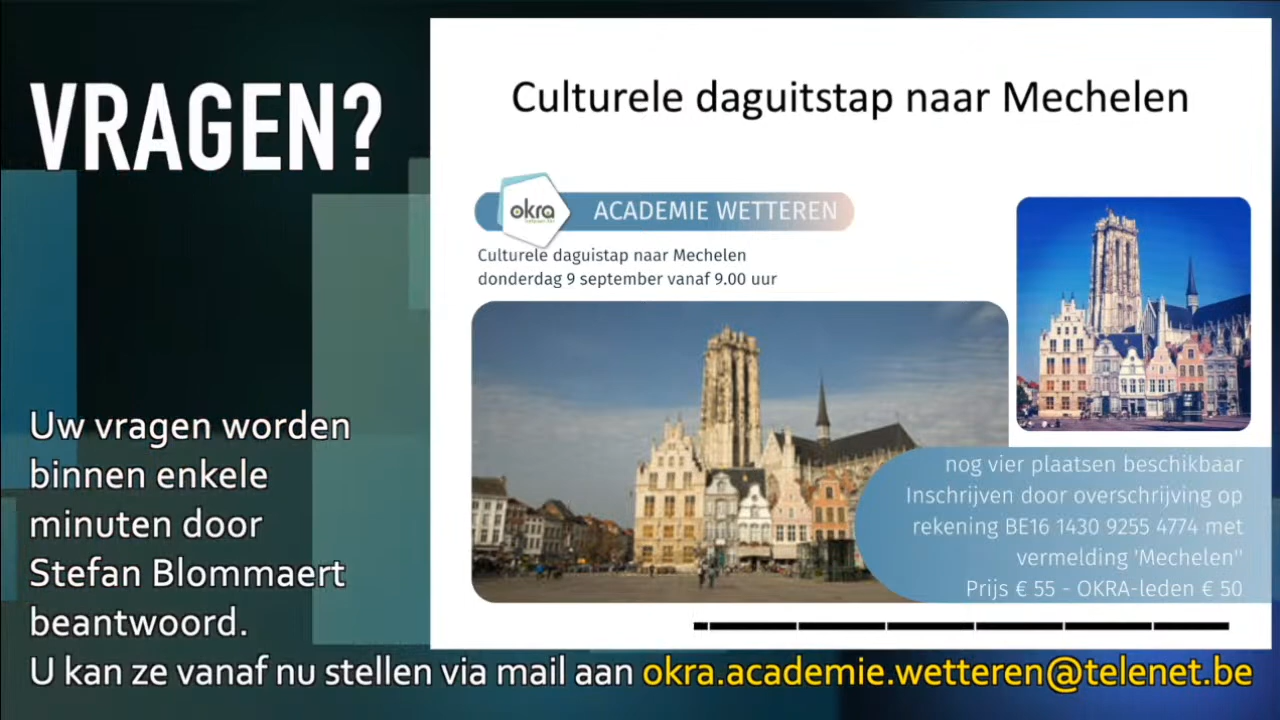 VRAGEN?
Culturele daguitstap naar Mechelen
okra
ACADEMIE WETTEREN
Culturele daguistap naar Mechelen
donderdag 9 september vanaf 9.00 uur
nog vier plaatsen beschikbaar
Inschrijven door overschrijving op
rekening BE16 1430 9255 4774 met
vermelding 'Mechelen"
Prijs € 55 - OKRA-leden € 50
Uw vragen worden
binnen enkele
minuten door
Stefan Blommaert
beantwoord.
U kan ze vanaf nu stellen via mail aan okra.academie.wetteren@telenet.be